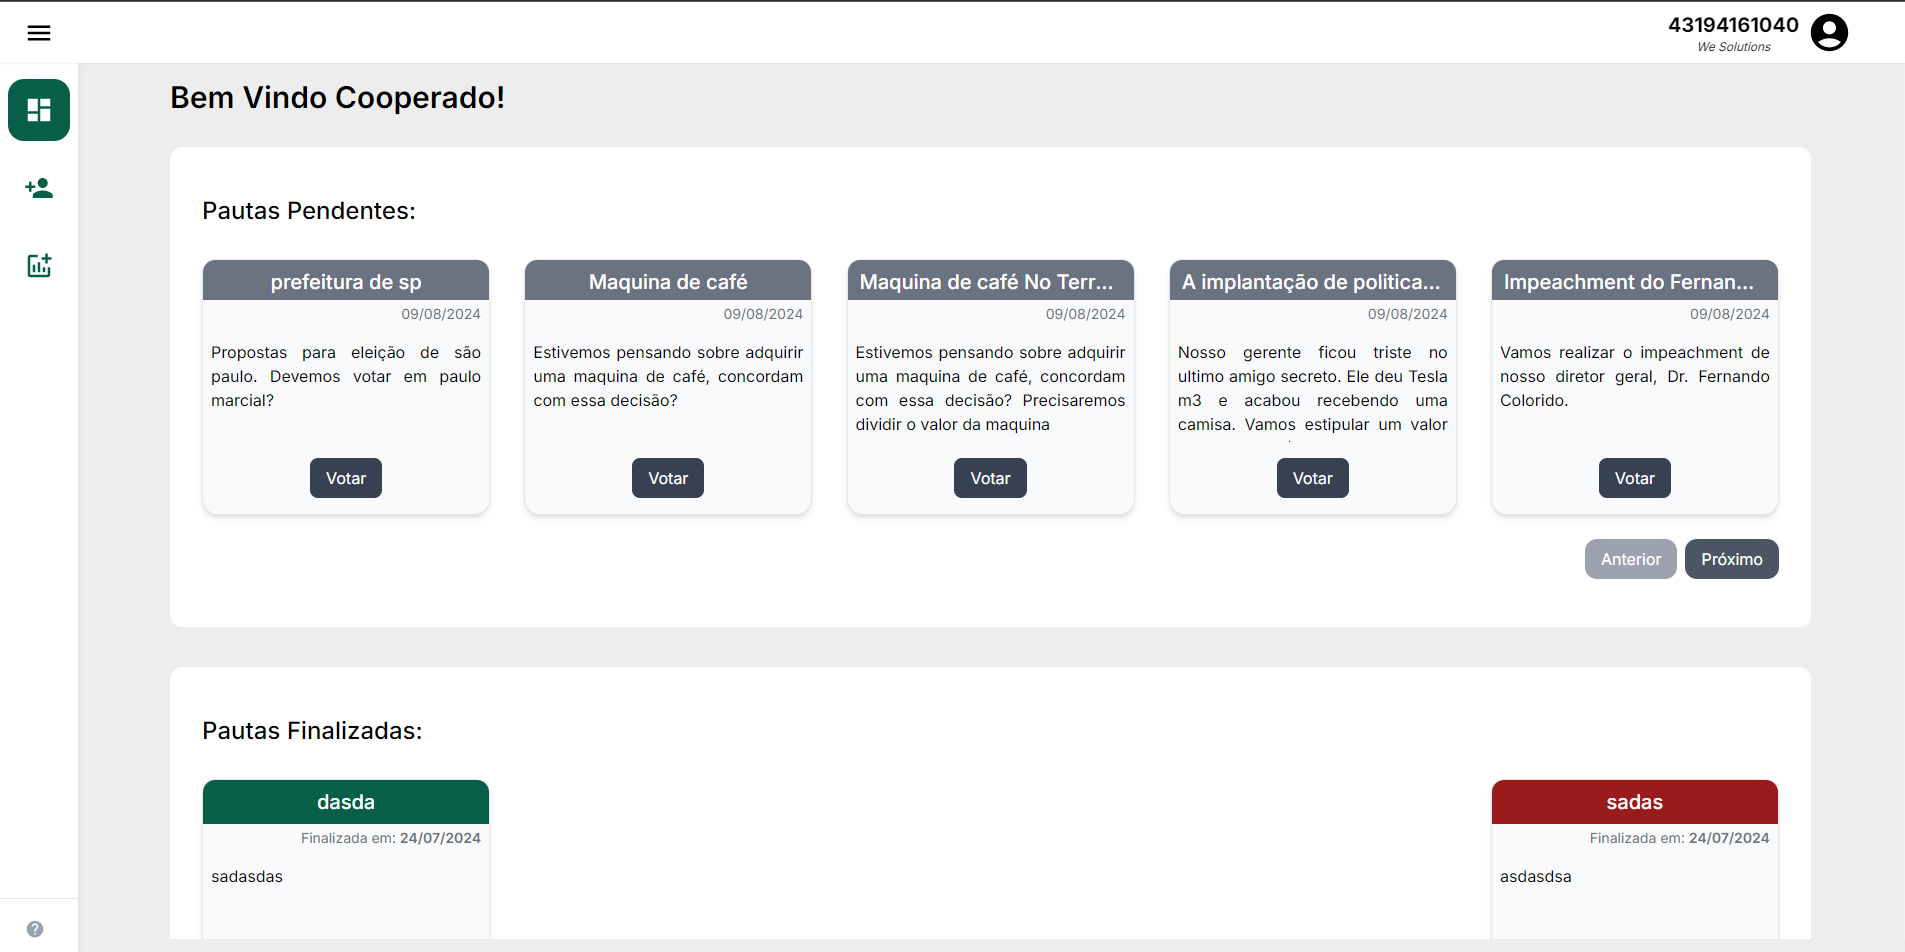 43194161040
We Solutions
Bem Vindo Cooperado!
Pautas Pendentes:
prefeitura de sp
09/08/2024
Propostas para eleição de são
paulo. Devemos votar em paulo
marcial?
Votar
Maquina de café
09/08/2024
Estivemos pensando sobre adquirir
uma maquina de café, concordam
com essa decisão?
Votar
Maquina de café No Terr...
09/08/2024
Estivemos pensando sobre adquirir
uma maquina de café, concordam
com essa decisão? Precisaremos
dividir o valor da maquina
Votar
A implantação de politica...
09/08/2024
Nosso gerente ficou triste no
ultimo amigo secreto. Ele deu Tesla
m3 e acabou recebendo uma
camisa. Vamos estipular um valor
Votar
Impeachment do Fernan...
09/08/2024
Vamos realizar o impeachment de
nosso diretor geral, Dr. Fernando
Colorido.
Votar
Anterior
Próximo
Pautas Finalizadas:
dasda
Finalizada em: 24/07/2024
sadasdas
sadas
Finalizada em: 24/07/2024
asdasdsa